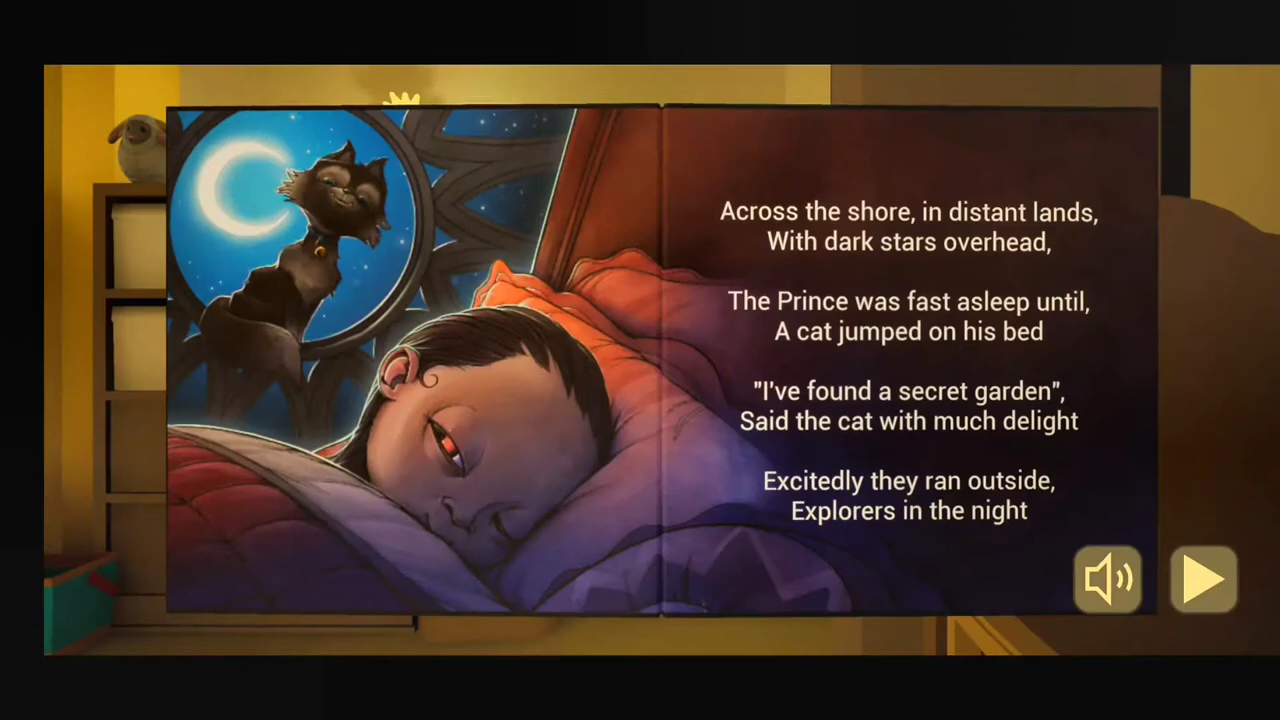 Across the shore, in distant lands,
With dark stars overhead,
The Prince was fast asleep until,
A cat jumped on his bed
"I've found a secret garden",
Said the cat with much delight
Excitedly they ran outside,
Explorers in the night